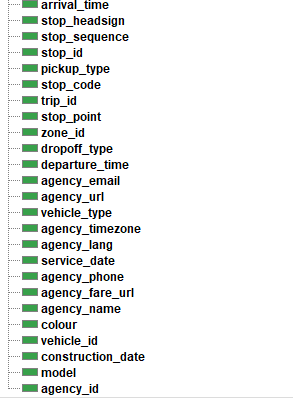 arrival_time
stop_headsign
stop_sequence
stop_id
pickup_type
stop_code
trip_id
stop_point
zone_id
dropoff_type
departure_time
agency_email
agency_url
vehicle_type
agency_timezone
agency_lang
service_date
agency_phone
agency_fare_url
agency_name
colour
vehicle_id
construction_date
model
agency_id